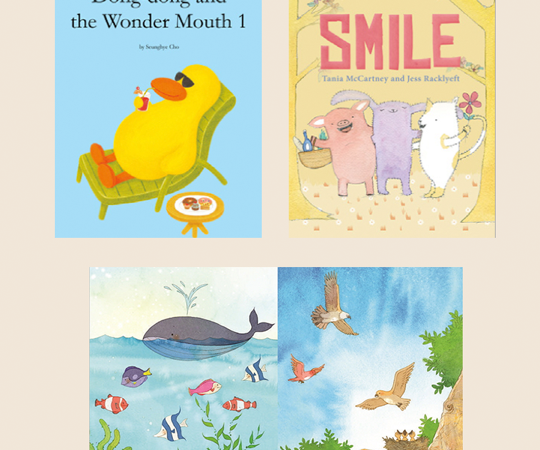 Dong-dong and
the Wonder Mouth 1
by Seunghye Cho
SMILE
Tania McCartney and Jess Racklyeft